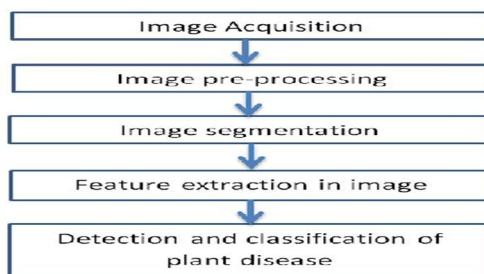 Image Acquisition
Image pre-processing
Image segmentation
Feature extraction in image
Detection and classification of
plant disease